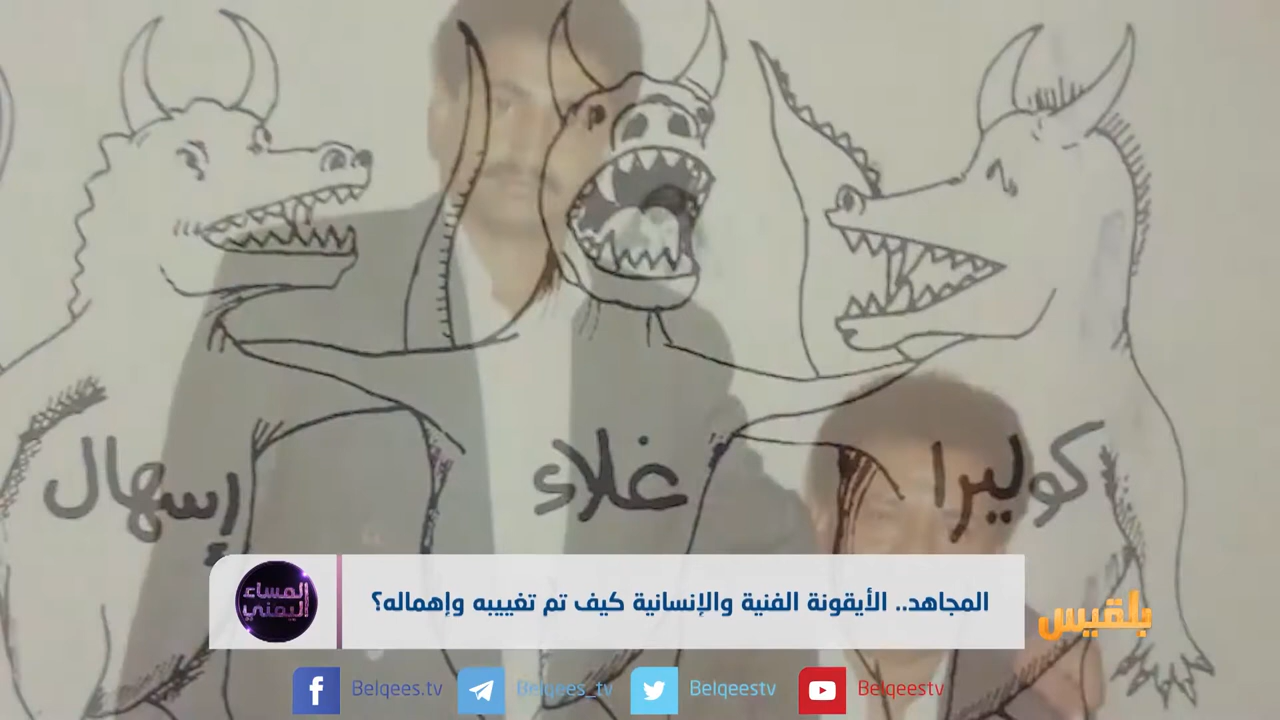 كوليرا
غلاء
إسهال
المجاهد.. الأيقونة الفنية والإنسانية كيف تم تغييبه وإهماله؟
المساء
اليمني
بلقيس
Belqees.tv
Belqees_tv
Belqeestv
Belqeestv